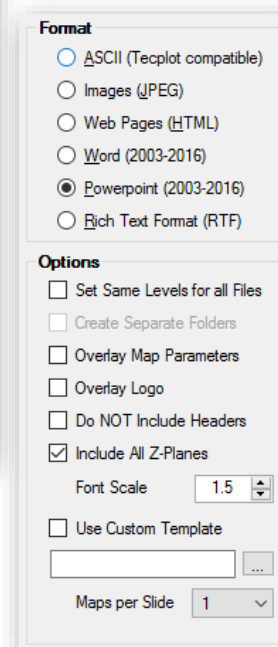 Format
ASCII (Tecplot compatible)
Images (JPEG)
Web Pages (HTML)
Word (2003-2016)
Powerpoint (2003-2016)
Rich Text Format (RTF)
Options
Set Same Levels for all Files
Create Separate Folders
Overlay Map Parameters
Overlay Logo
Do NOT Include Headers
Include All Z-Planes
Font Scale 1.5
Use Custom Template
...
Maps per Slide 1